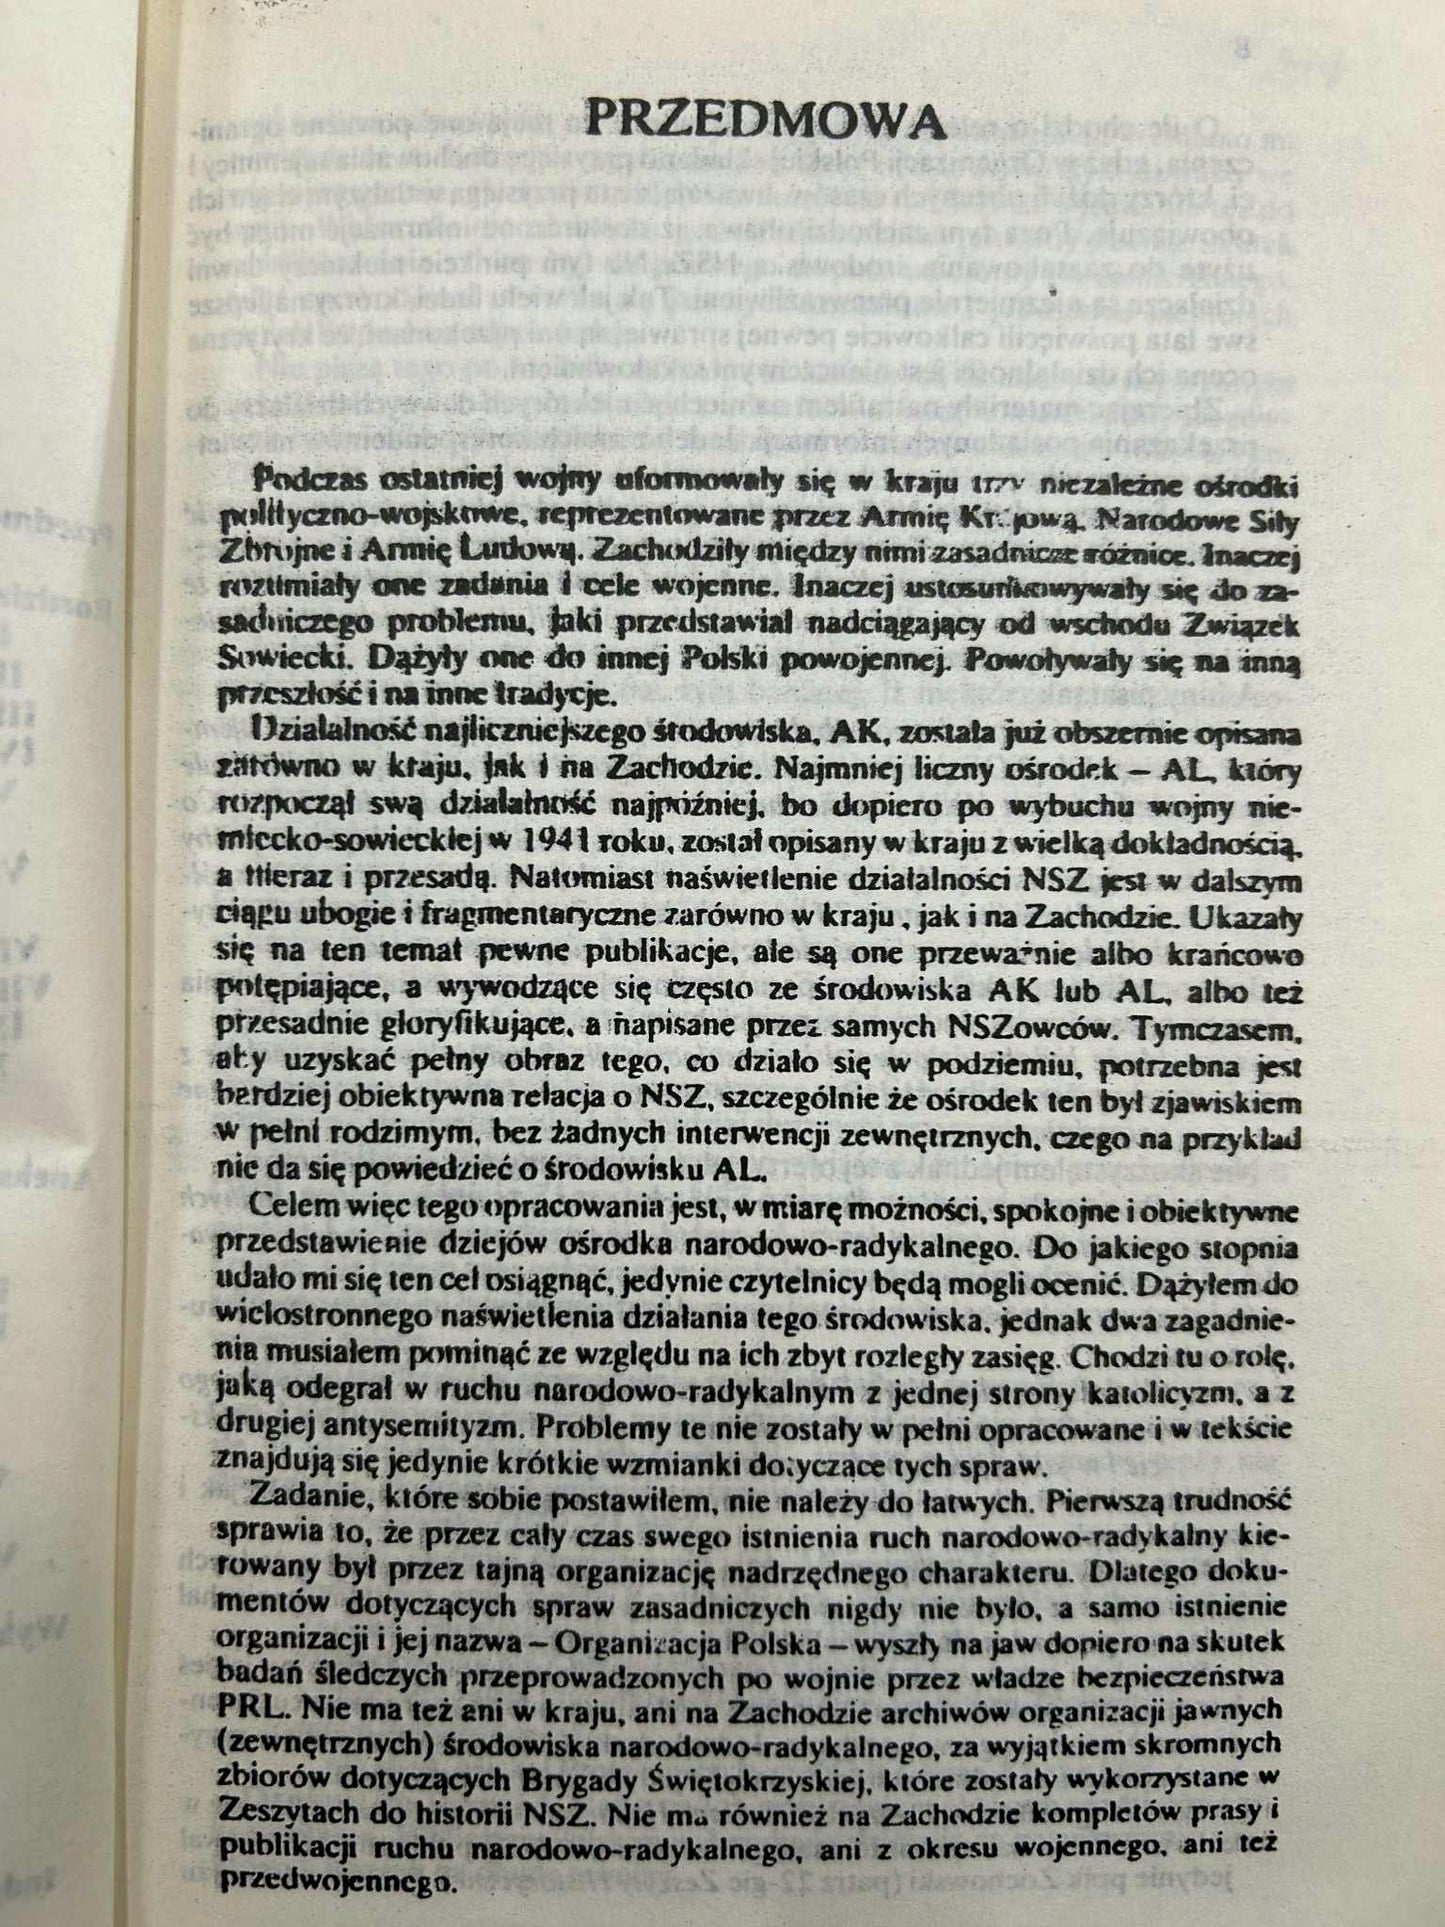 PRZEDMOWA
Podczas ostatniej wojny uformowały się w kraju trzy niezależne ośrodki
polityczno-wojskowe, reprezentowane przez Armię Krajową, Narodowe Siły
Zbrojne i Armię Ludową. Zachodziły między nimi zasadnicze różnice. Inaczej
rozumiały one zadania i cele wojenne. Inaczej ustosunkowywały się do za-
sadniczego problemu, jaki przedstawiał nadciągający od wschodu Związek
Sowiecki. Dążyły one do innej Polski powojennej. Powoływały się na inną
przeszłość i na inne tradycje.
Działalność najliczniejszego środowiska, AK, została już obszernie opisana
zarówno w kraju, jak i na Zachodzie. Najmniej liczny ośrodek – AL, który
rozpoczął swą działalność najpóźniej, bo dopiero po wybuchu wojny nie-
miecko-sowieckiej w 1941 roku, został opisany w kraju z wielką dokładnością,
a nieraz i przesadą. Natomiast naświetlenie działalności NSZ jest w dalszym
ciągu ubogie i fragmentaryczne zarówno w kraju, jak i na Zachodzie. Ukazały
się na ten temat pewne publikacje, ale są one przeważnie albo krańcowo
potępiające, a wywodzące się często ze środowiska AK lub AL, albo też
przesadnie gloryfikujące, a napisane przez samych NSZowców. Tymczasem,
aby uzyskać pełny obraz tego, co działo się w podziemiu, potrzebna jest
bardziej obiektywna relacja o NSZ, szczególnie że ośrodek ten był zjawiskiem
w pełni rodzimym, bez żadnych interwencji zewnętrznych, czego na przykład
nie da się powiedzieć o środowisku AL.
Celem więc tego opracowania jest, w miarę możności, spokojne i obiektywne
przedstawienie dziejów ośrodka narodowo-radykalnego. Do jakiego stopnia
udało mi się ten cel osiągnąć, jedynie czytelnicy będą mogli ocenić. Dążyłem do
wielostronnego naświetlenia działania tego środowiska, jednak dwa zagadnie-
nia musiałem pominąć ze względu na ich zbyt rozległy zasięg. Chodzi tu o rolę,
jaką odegrał w ruchu narodowo-radykalnym z jednej strony katolicyzm, a z
drugiej antysemityzm. Problemy te nie zostały w pełni opracowane i w tekście
znajdują się jedynie krótkie wzmianki dotyczące tych spraw.
Zadanie, które sobie postawiłem, nie należy do łatwych. Pierwszą trudność
sprawia to, że przez cały czas swego istnienia ruch narodowo-radykalny kie-
rowany był przez tajną organizację nadrzędnego charakteru. Dlatego doku-
mentów dotyczących spraw zasadniczych nigdy nie było, a samo istnienie
organizacji i jej nazwa – Organizacja Polska – wyszły na jaw dopiero na skutek
badań śledczych przeprowadzonych po wojnie przez władze bezpieczeństwa
PRL. Nie ma też ani w kraju, ani na Zachodzie archiwów organizacji jawnych
(zewnętrznych) środowiska narodowo-radykalnego, za wyjątkiem skromnych
zbiorów dotyczących Brygady Świętokrzyskiej, które zostały wykorzystane w
Zeszytach do historii NSZ. Nie ma również na Zachodzie kompletów prasy i
publikacji ruchu narodowo-radykalnego, ani z okresu wojennego, ani też
przedwojennego.